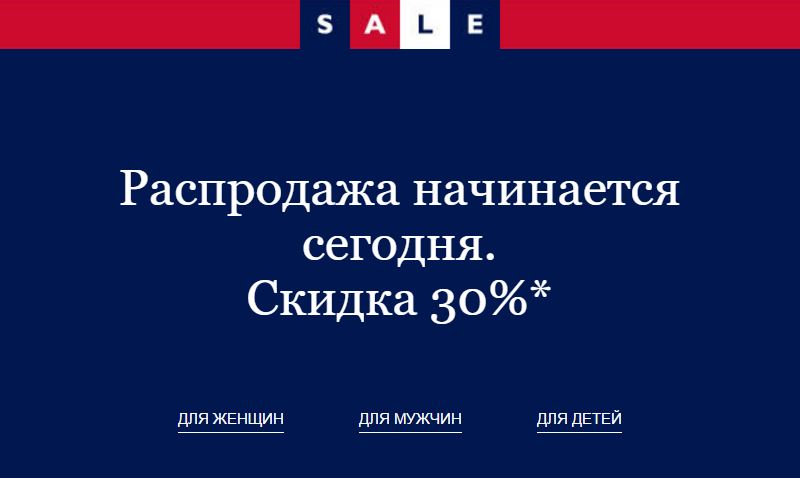 SALE
Распродажа начинается
сегодня.
Скидка 30%*
ДЛЯ ЖЕНЩИН
ДЛЯ МУЖЧИН
ДЛЯ ДЕТЕЙ